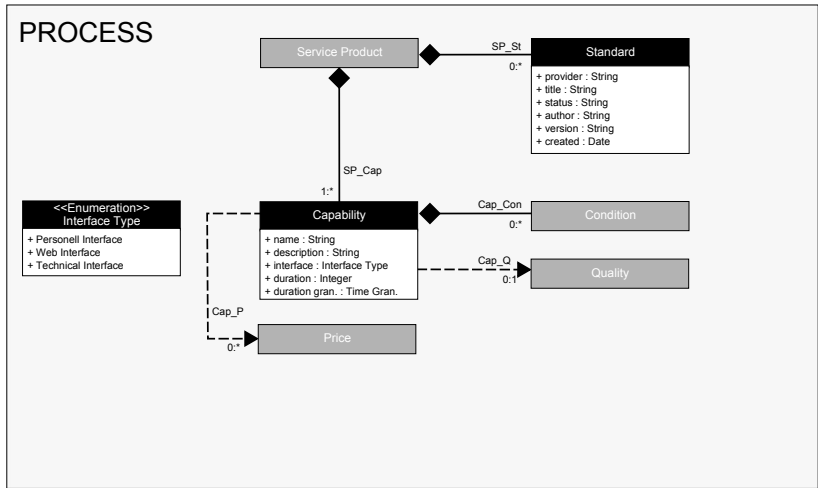 PROCESS
Service Product
SP_St
0:*
Standard
+ provider : String
+ title : String
+ status : String
+ author : String
+ version : String
+ created : Date
SP_Cap
1:*
<<Enumeration>>
Interface Type
+ Personell Interface
+ Web Interface
+ Technical Interface
Capability
+ name : String
+ description : String
+ interface : Interface Type
+ duration : Integer
+ duration gran. : Time Gran.
Cap_Con
0:*
Condition
Cap_Q
0:1
Quality
Cap_P
0:*
Price